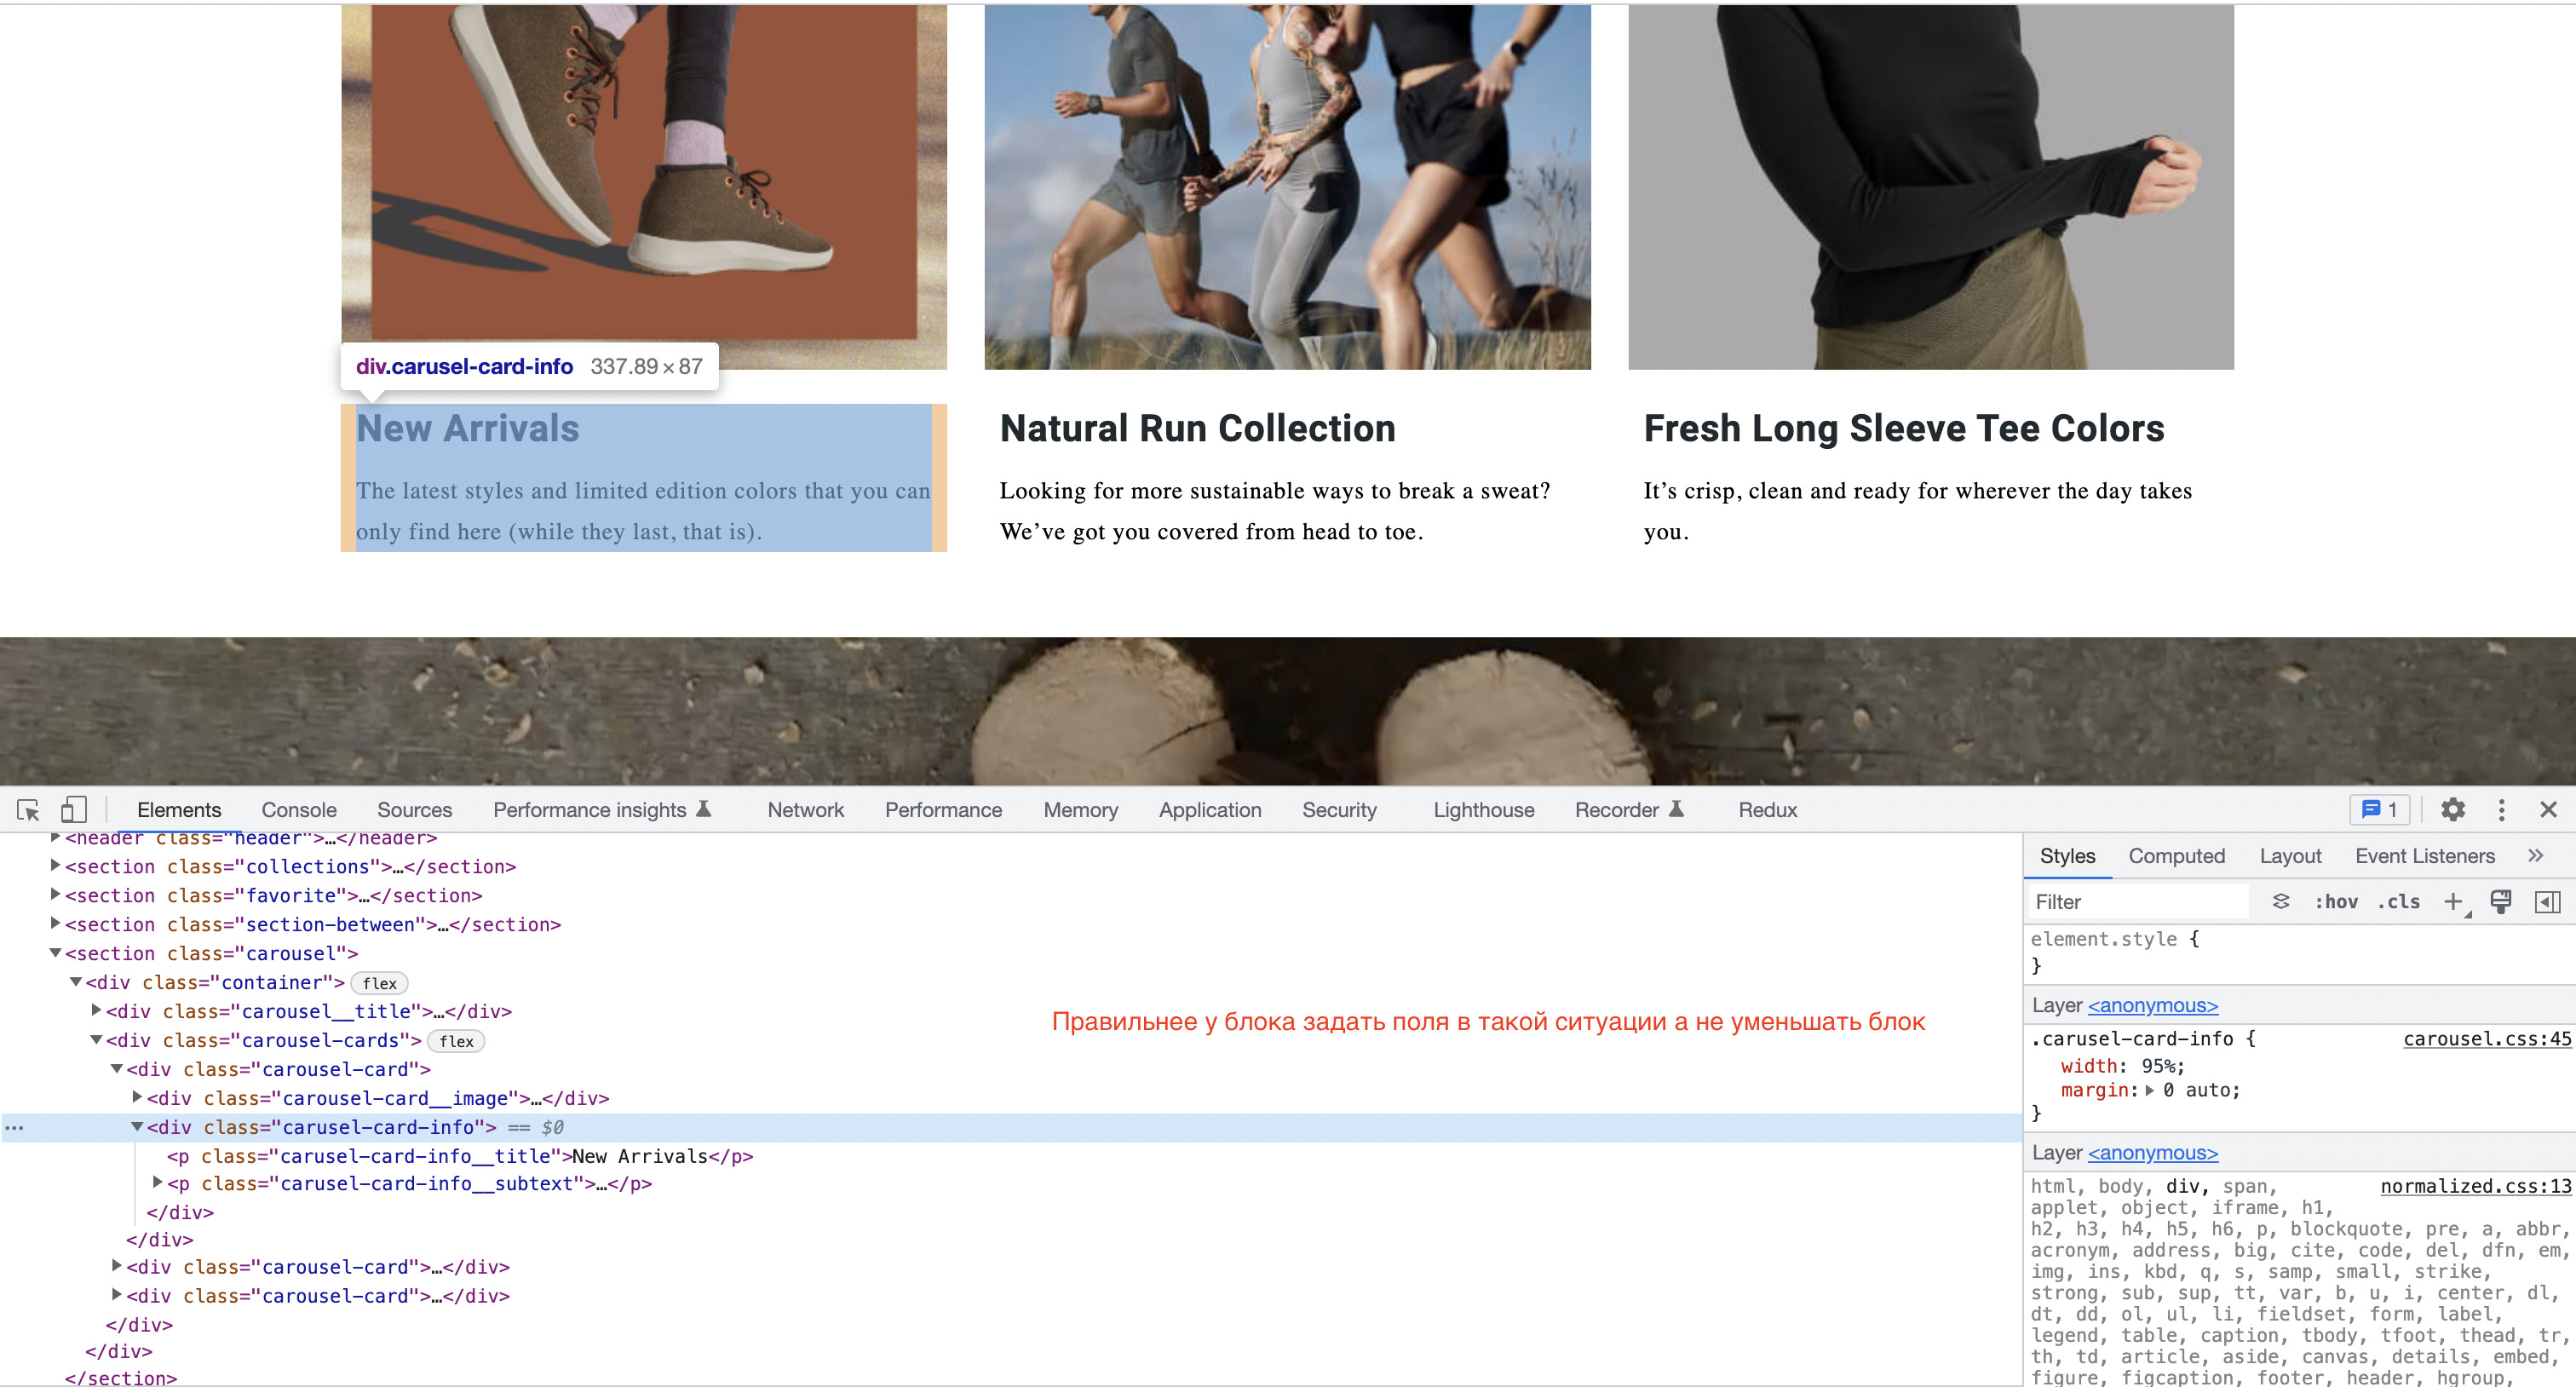 div.carusel-card-info 337.89 × 87
New Arrivals
The latest styles and limited edition colors that you can
only find here (while they last, that is).
Natural Run Collection
Looking for more sustainable ways to break a sweat?
We’ve got you covered from head to toe.
Fresh Long Sleeve Tee Colors
It’s crisp, clean and ready for wherever the day takes
you.
Elements Console Sources Performance insights Network Performance Memory Application Security Lighthouse Recorder Redux 1
<header class="header">…</header>
<section class="collections">…</section>
<section class="favorite">…</section>
<section class="section-between">…</section>
<section class="carousel">
<div class="container"> flex
<div class="carousel__title">…</div>
<div class="carousel-cards"> flex
<div class="carousel-card">
<div class="carousel-card__image">…</div>
<div class="carusel-card-info"> == $0
<p class="carusel-card-info__title">New Arrivals</p>
<p class="carusel-card-info__subtext">…</p>
</div>
</div>
<div class="carousel-card">…</div>
<div class="carousel-card">…</div>
</div>
</div>
</section>
Правильнее у блока задать поля в такой ситуации а не уменьшать блок
Styles Computed Layout Event Listeners »
Filter :hov .cls +
element.style {
}
Layer <anonymous>
.carusel-card-info { carousel.css:45
width: 95%;
margin: 0 auto;
}
Layer <anonymous>
html, body, div, span, normalized.css:13
applet, object, iframe, h1,
h2, h3, h4, h5, h6, p, blockquote, pre, a, abbr,
acronym, address, big, cite, code, del, dfn, em,
img, ins, kbd, q, s, samp, small, strike,
strong, sub, sup, tt, var, b, u, i, center, dl,
dt, dd, ol, ul, li, fieldset, form, label,
legend, table, caption, tbody, tfoot, thead, tr,
th, td, article, aside, canvas, details, embed,
figure, figcaption, footer, header, hgroup,